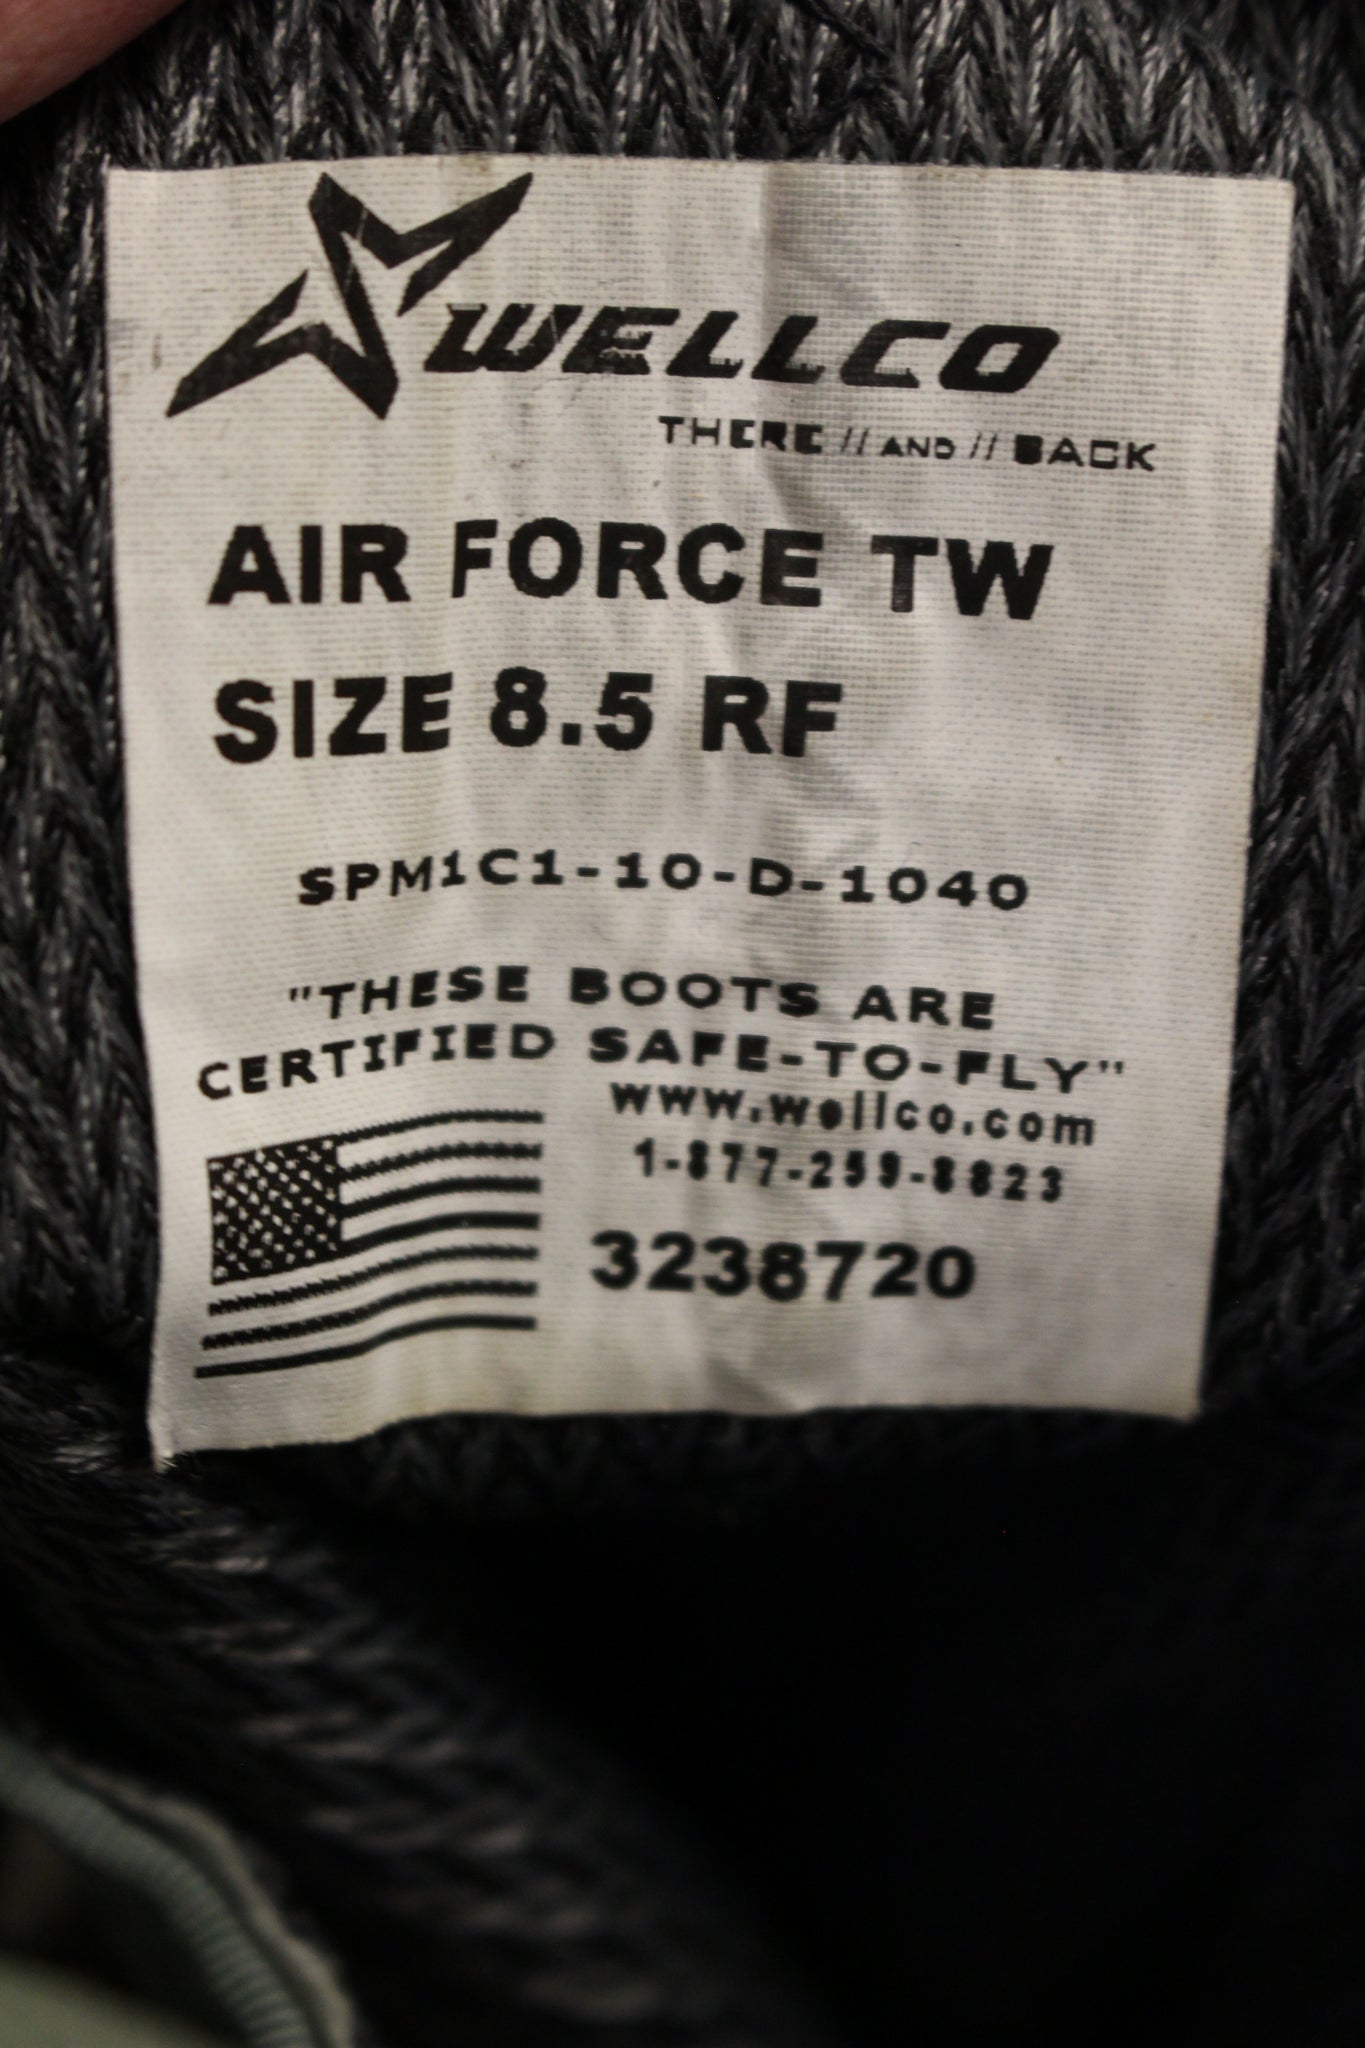 WELLCO
THERE // AND // BACK
AIR FORCE TW
SIZE 8.5 RF
SPM1C1-10-D-1040
"THESE BOOTS ARE
CERTIFIED SAFE-TO-FLY"
www.wellco.com
1-877-259-8823
3238720